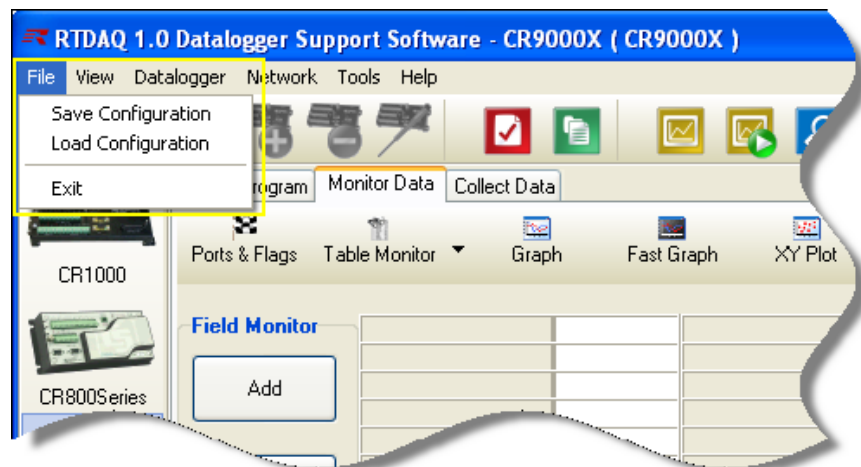 RTDAQ 1.0 Datalogger Support Software - CR9000X ( CR9000X )
File View Datalogger Network Tools Help
Save Configuration
Load Configuration
Exit
Monitor Data Collect Data
Ports & Flags Table Monitor Graph Fast Graph XY Plot
CR1000
Field Monitor
Add
CR800Series